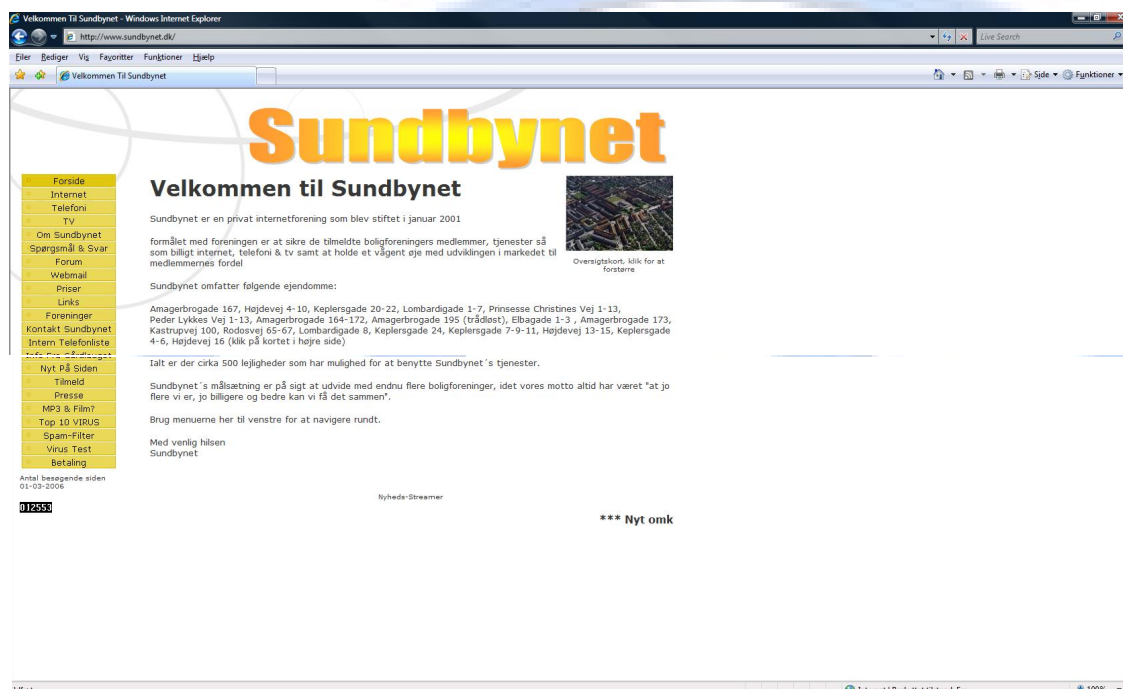 Velkommen Til Sundbynet - Windows Internet Explorer
http://www.sundbynet.dk/
Live Search
Filer Rediger Vis Favoritter Funktioner Hjælp
Velkommen Til Sundbynet
Side Funktioner
Sundbynet
Forside
Internet
Telefoni
TV
Om Sundbynet
Spørgsmål & Svar
Forum
Webmail
Priser
Links
Foreninger
Kontakt Sundbynet
Intern Telefonliste
Info Fra Gårdlauget
Nyt På Siden
Tilmeld
Presse
MP3 & Film?
Top 10 VIRUS
Spam-Filter
Virus Test
Betaling
Antal besøgende siden
01-03-2006
012553
Velkommen til Sundbynet
Sundbynet er en privat internetforening som blev stiftet i januar 2001
formålet med foreningen er at sikre de tilmeldte boligforeningers medlemmer, tjenester så
som billigt internet, telefoni & tv samt at holde et vågent øje med udviklingen i markedet til
medlemmernes fordel
Oversigtskort, klik for at
forstørre
Sundbynet omfatter følgende ejendomme:
Amagerbrogade 167, Højdevej 4-10, Keplersgade 20-22, Lombardigade 1-7, Prinsesse Christines Vej 1-13,
Peder Lykkes Vej 1-13, Amagerbrogade 164-172, Amagerbrogade 195 (trådløst), Elbagade 1-3 , Amagerbrogade 173,
Kastrupvej 100, Rodosvej 65-67, Lombardigade 8, Keplersgade 24, Keplersgade 7-9-11, Højdevej 13-15, Keplersgade
4-6, Højdevej 16 (klik på kortet i højre side)
Ialt er der cirka 500 lejligheder som har mulighed for at benytte Sundbynet´s tjenester.
Sundbynet´s målsætning er på sigt at udvide med endnu flere boligforeninger, idet vores motto altid har været "at jo
flere vi er, jo billigere og bedre kan vi få det sammen".
Brug menuerne her til venstre for at navigere rundt.
Med venlig hilsen
Sundbynet
Nyheds-Streamer
*** Nyt omk
100%